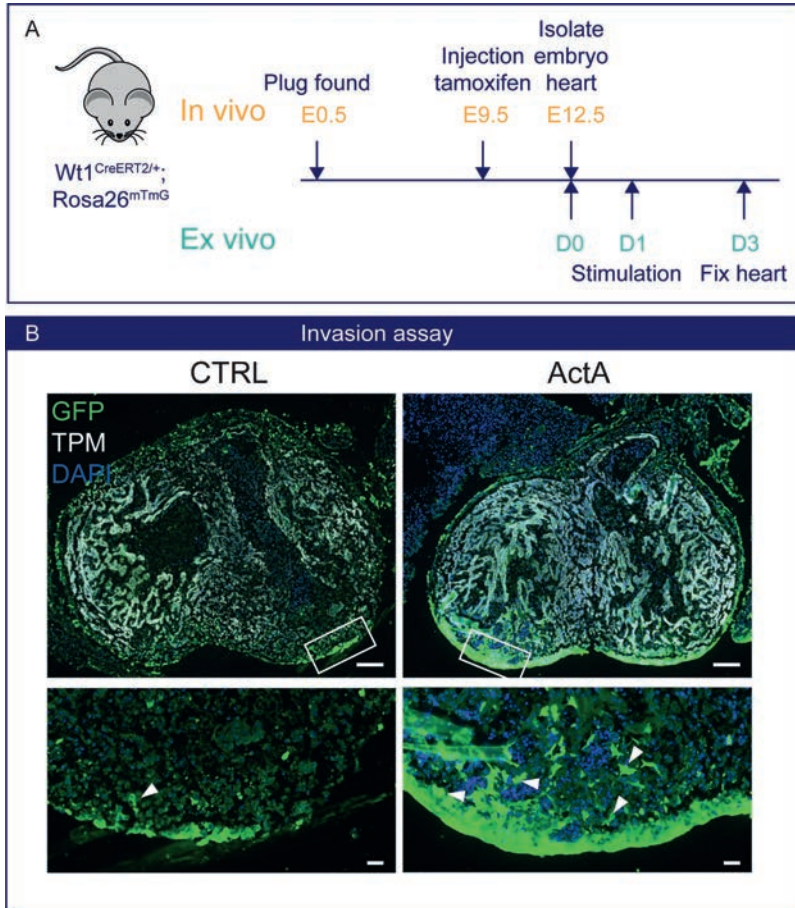 A
Plug found
Injection
tamoxifen
Isolate
embryo
heart
In vivo
E0.5
E9.5
E12.5
Wt1CreERT2/+;
Rosa26mTmG
Ex vivo
D0
D1
D3
Stimulation
Fix heart
B
Invasion assay
CTRL
ActA
GFP
TPM
DAPI